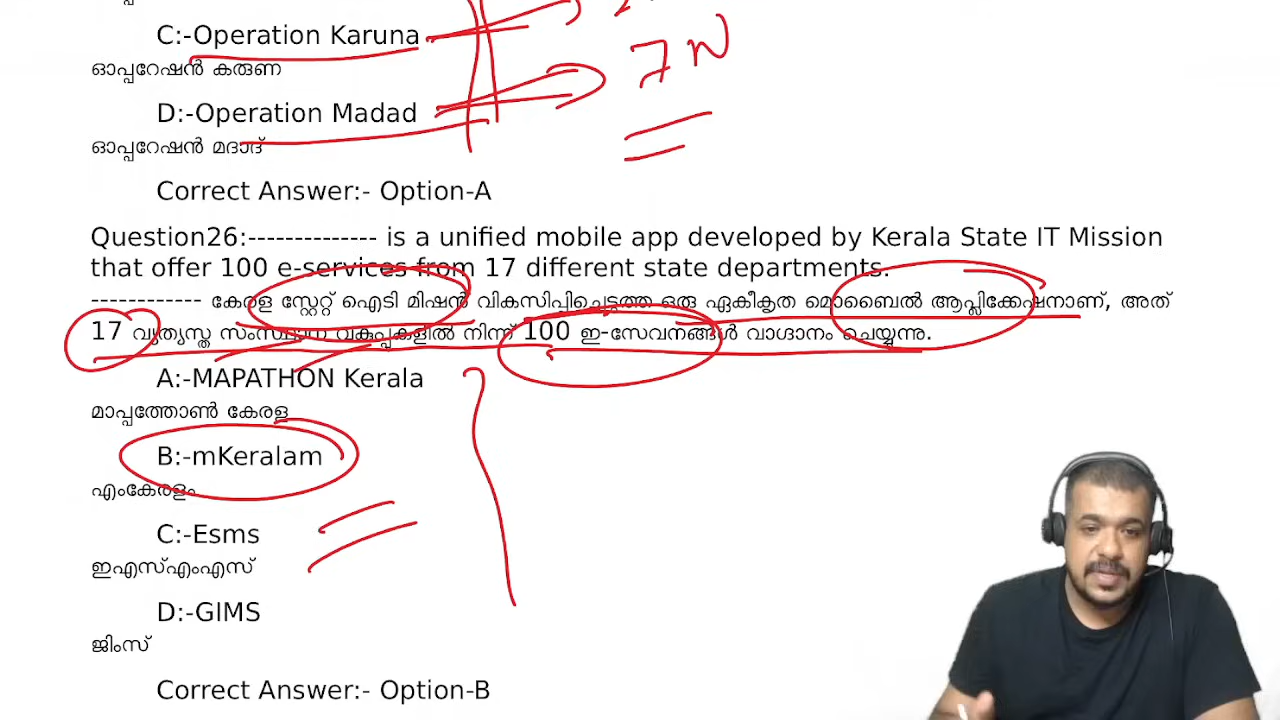 C:-Operation Karuna
ഓപ്പറേഷൻ കരുണ
7 N
D:-Operation Madad
ഓപ്പറേഷൻ മദാദ്
Correct Answer:- Option-A
Question26:-------------- is a unified mobile app developed by Kerala State IT Mission
that offer 100 e-services from 17 different state departments.
------------ കേരള സ്റ്റേറ്റ് ഐടി മിഷൻ വികസിപ്പിച്ചെടുത്ത ഒരു ഏകീകൃത മൊബൈൽ ആപ്ലിക്കേഷനാണ്, അത്
17 വ്യത്യസ്ത സംസ്ഥാന വകുപ്പുകളിൽ നിന്ന് 100 ഇ-സേവനങ്ങൾ വാഗ്ദാനം ചെയ്യുന്നു.
A:-MAPATHON Kerala
മാപ്പത്തോൺ കേരള
B:-mKeralam
എംകേരളം
C:-Esms
ഇഎസ്എംഎസ്
D:-GIMS
ജിംസ്
Correct Answer:- Option-B